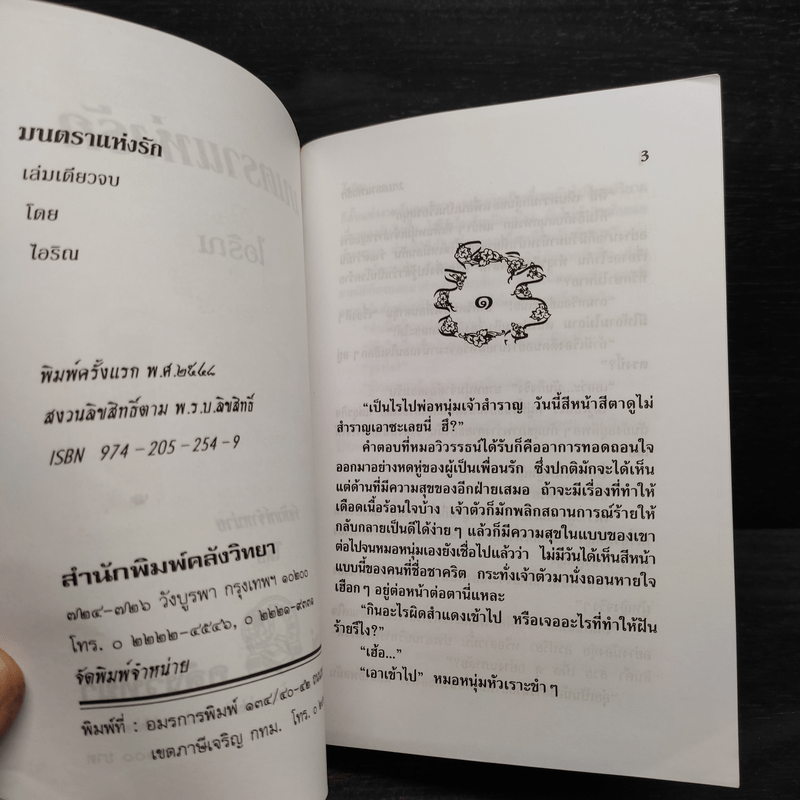 มนตราแห่งรัก
เล่มเดียวจบ
โดย
ไอริณ
พิมพ์ครั้งแรก พ.ศ.๒๕๔๘
สงวนลิขสิทธิ์ตาม พ.ร.บ.ลิขสิทธิ์
ISBN 974-205-254-9
สำนักพิมพ์คลังวิทยา
๗๒๔-๗๒๖ วังบูรพา กรุงเทพฯ ๑๐๒๐๐
โทร. ๐ ๒๒๒๒-๔๕๔๖, ๐ ๒๒๒๑-๙๓๓๑
จัดพิมพ์จำหน่าย
พิมพ์ที่ : อมรการพิมพ์ ๑๓๔/๔๐-๔๒
เขตภาษีเจริญ กทม. โทร. ๐
3
๑
"เป็นไรไปพ่อหนุ่มเจ้าสำราญ วันนี้สีหน้าสีตาดูไม่
สำราญเอาซะเลยนี่ ฮึ?"
คำตอบที่หมอวิวรรธน์ได้รับก็คืออาการทอดถอนใจ
ออกมาอย่างหดหู่ของผู้เป็นเพื่อนรัก ซึ่งปกติมักจะได้เห็น
แต่ด้านที่มีความสุขของอีกฝ่ายเสมอ ถ้าจะมีเรื่องที่ทำให้
เดือดเนื้อร้อนใจบ้าง เจ้าตัวก็มักพลิกสถานการณ์ร้ายให้
กลับกลายเป็นดีได้ง่ายๆ แล้วก็มีความสุขในแบบของเขา
ต่อไปจนหมอหนุ่มเองยังเชื่อไปแล้วว่า ไม่มีวันได้เห็นสีหน้า
แบบนี้ของคนที่ชื่อชาคริต กระทั่งเจ้าตัวมานั่งถอนหายใจ
เฮือกๆ อยู่ต่อหน้าต่อตานี่แหละ
"กินอะไรผิดสำแดงเข้าไป หรือเจออะไรที่ทำให้ฝัน
ร้ายรึไง?"
"เฮ้อ..."
"เอาเข้าไป" หมอหนุ่มหัวเราะขำๆ